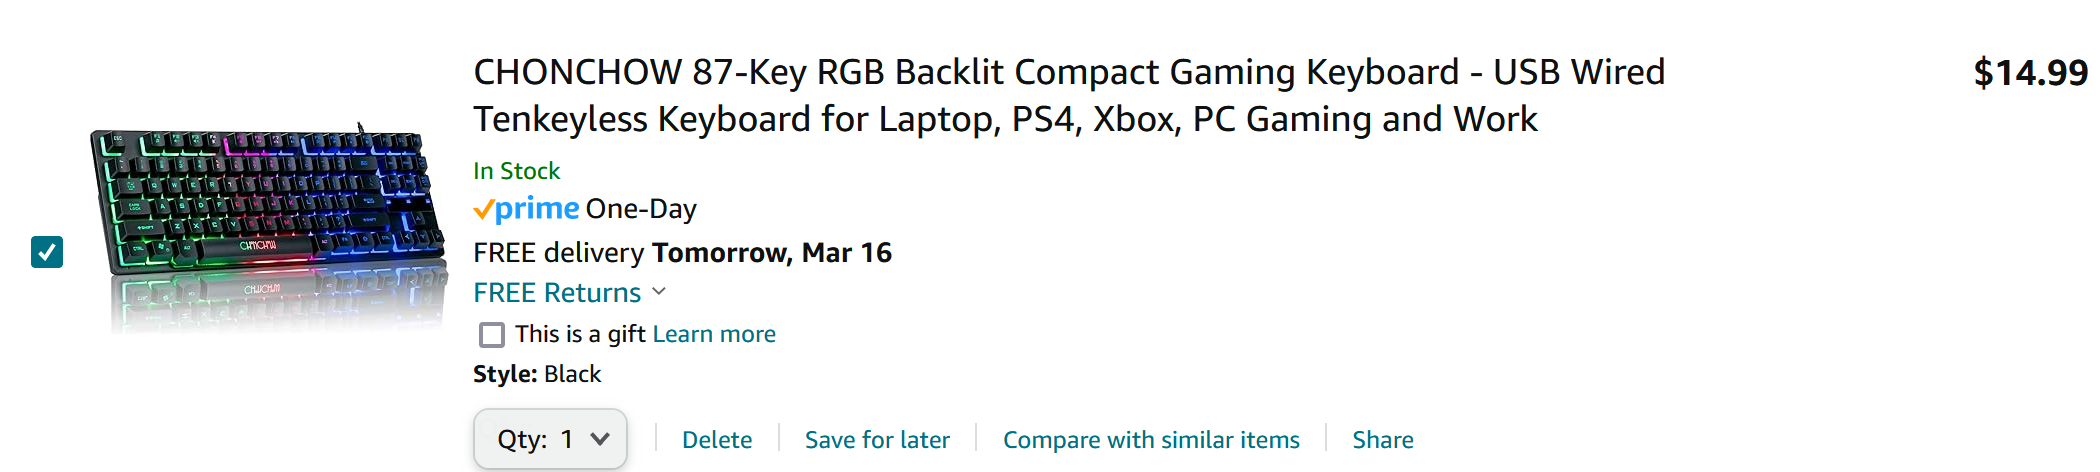 CHONCHOW 87-Key RGB Backlit Compact Gaming Keyboard - USB Wired
Tenkeyless Keyboard for Laptop, PS4, Xbox, PC Gaming and Work
$14.99
In Stock
prime One-Day
FREE delivery Tomorrow, Mar 16
FREE Returns
This is a gift Learn more
Style: Black
Qty: 1
Delete
Save for later
Compare with similar items
Share